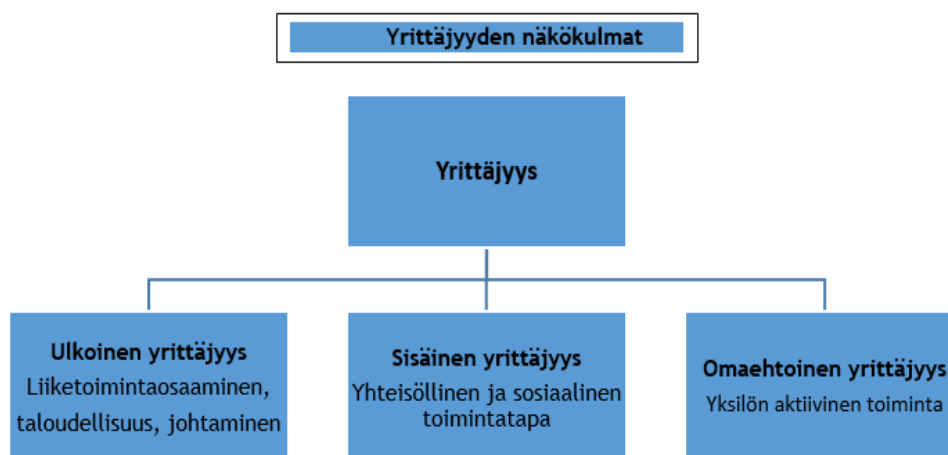 Yrittäjyyden näkökulmat
Yrittäjyys
Ulkoinen yrittäjyys
Liiketoimintaosaaminen,
taloudellisuus, johtaminen
Sisäinen yrittäjyys
Yhteisöllinen ja sosiaalinen
toimintatapa
Omaehtoinen yrittäjyys
Yksilön aktiivinen toiminta